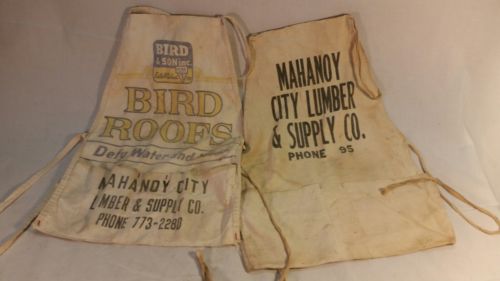 BIRD
& SON inc.
BIRD
ROOFS
Defy Water and
MAHANOY CITY
LUMBER & SUPPLY CO.
PHONE 773-2280
MAHANOY
CITY LUMBER
& SUPPLY CO.
PHONE 95